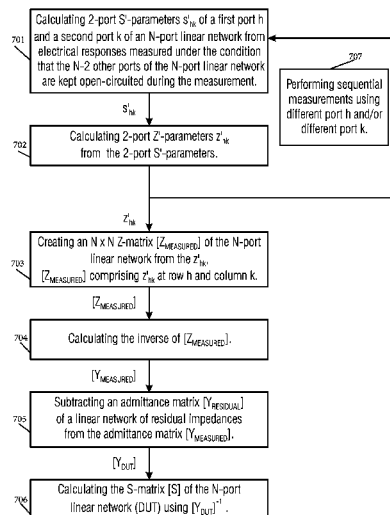 701
Calculating 2-port S'-parameters s'hk of a first port h
and a second port k of an N-port linear network from
electrical responses measured under the condition
that the N-2 other ports of the N-port linear network
are kept open-circuited during the measurement.
707
Performing sequential
measurements using
different port h and/or
different port k.
s'hk
702
Calculating 2-port Z'-parameters z'hk
from the 2-port S'-parameters.
z'hk
703
Creating an N x N Z-matrix [ZMEASURED] of the N-port
linear network from the z'hk,
[ZMEASURED] comprising z'hk at row h and column k.
[ZMEASURED]
704
Calculating the inverse of [ZMEASURED].
[YMEASURED]
705
Subtracting an admittance matrix [YRESIDUAL]
of a linear network of residual impedances
from the admittance matrix [YMEASURED].
[YDUT]
706
Calculating the S-matrix [S] of the N-port
linear network (DUT) using [YDUT]⁻¹ .